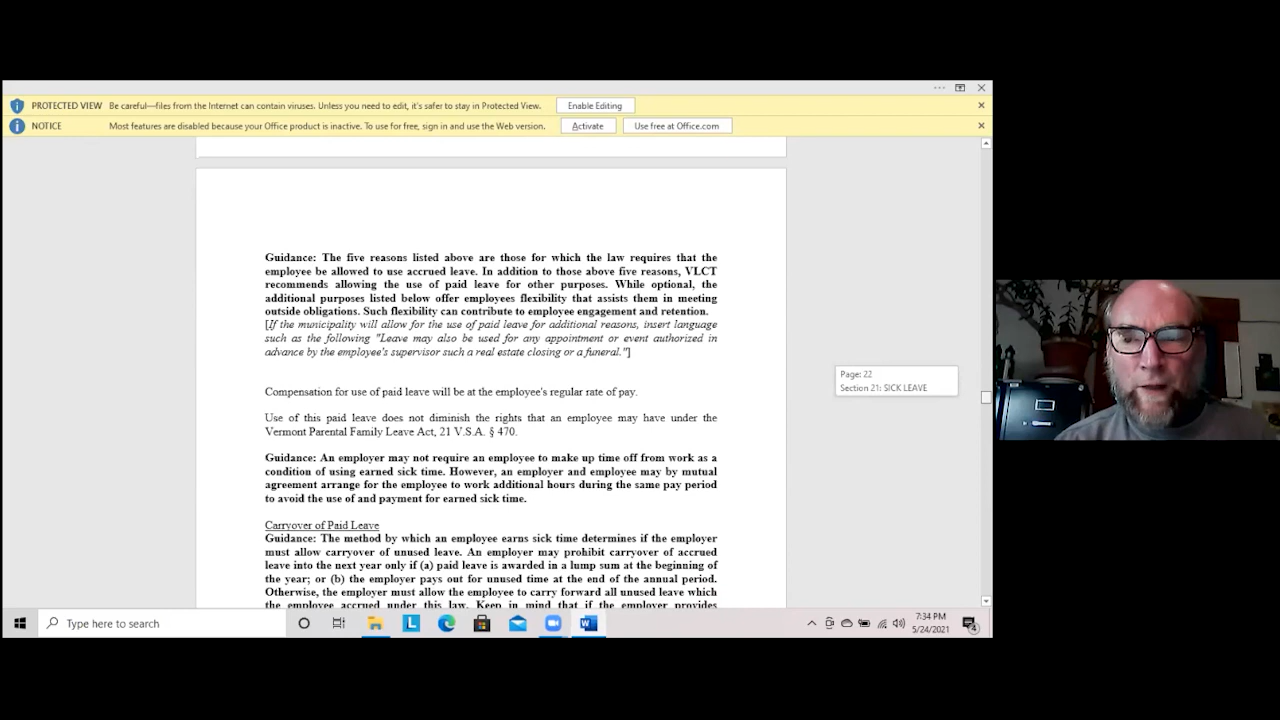 PROTECTED VIEW Be careful—files from the Internet can contain viruses. Unless you need to edit, it's safer to stay in Protected View. Enable Editing
NOTICE Most features are disabled because your Office product is inactive. To use for free, sign in and use the Web version. Activate Use free at Office.com
Guidance: The five reasons listed above are those for which the law requires that the
employee be allowed to use accrued leave. In addition to those above five reasons, VLCT
recommends allowing the use of paid leave for other purposes. While optional, the
additional purposes listed below offer employees flexibility that assists them in meeting
outside obligations. Such flexibility can contribute to employee engagement and retention.
[If the municipality will allow for the use of paid leave for additional reasons, insert language
such as the following "Leave may also be used for any appointment or event authorized in
advance by the employee's supervisor such a real estate closing or a funeral."]
Page: 22
Section 21: SICK LEAVE
Compensation for use of paid leave will be at the employee's regular rate of pay.
Use of this paid leave does not diminish the rights that an employee may have under the
Vermont Parental Family Leave Act, 21 V.S.A. § 470.
Guidance: An employer may not require an employee to make up time off from work as a
condition of using earned sick time. However, an employer and employee may by mutual
agreement arrange for the employee to work additional hours during the same pay period
to avoid the use of and payment for earned sick time.
Carryover of Paid Leave
Guidance: The method by which an employee earns sick time determines if the employer
must allow carryover of unused leave. An employer may prohibit carryover of accrued
leave into the next year only if (a) paid leave is awarded in a lump sum at the beginning of
the year; or (b) the employer pays out for unused time at the end of the annual period.
Otherwise, the employer must allow the employee to carry forward all unused leave which
the employee accrued under this law. Keep in mind that if the employer provides
Type here to search
7:34 PM
5/24/2021
4